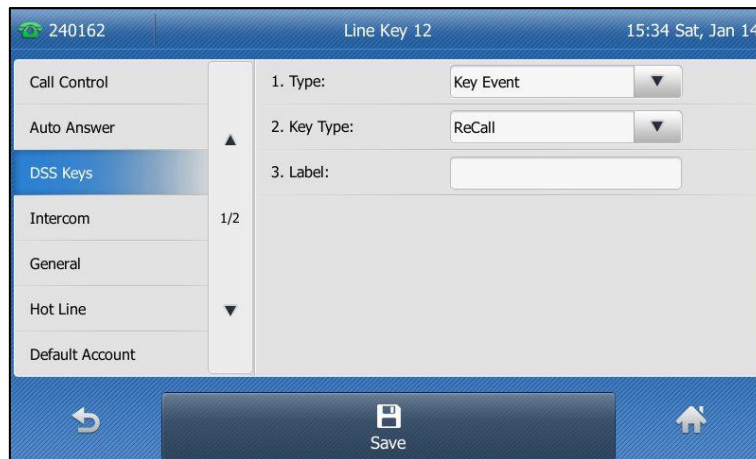 240162
Line Key 12
15:34 Sat, Jan 14
Call Control
Auto Answer
DSS Keys
Intercom
General
Hot Line
Default Account
1/2
1. Type:
Key Event
2. Key Type:
ReCall
3. Label:
Save